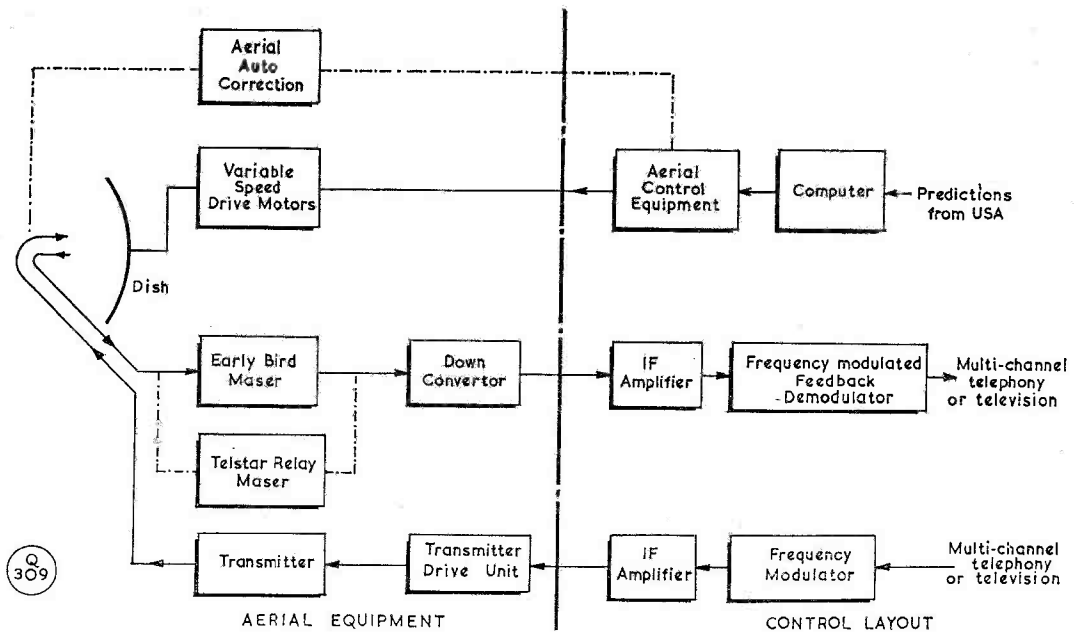 Aerial
Auto
Correction
Variable
Speed
Drive Motors
Aerial
Control
Equipment
Computer
Predictions
from USA
Dish
Early Bird
Maser
Down
Convertor
IF
Amplifier
Frequency modulated
Feedback
Demodulator
Multi-channel
telephony
or television
Telstar Relay
Maser
Transmitter
Transmitter
Drive Unit
IF
Amplifier
Frequency
Modulator
Multi-channel
telephony
or television
Q
309
AERIAL EQUIPMENT
CONTROL LAYOUT